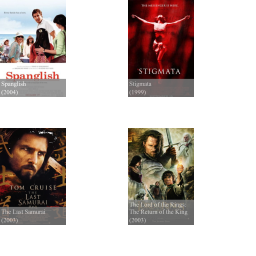 Spanglish
Spanglish
(2004)
STIGMATA
Stigmata
(1999)
TOM CRUISE
THE
LAST
SAMURAI
The Last Samurai
(2003)
The Lord of the Rings:
The Return of the King
(2003)